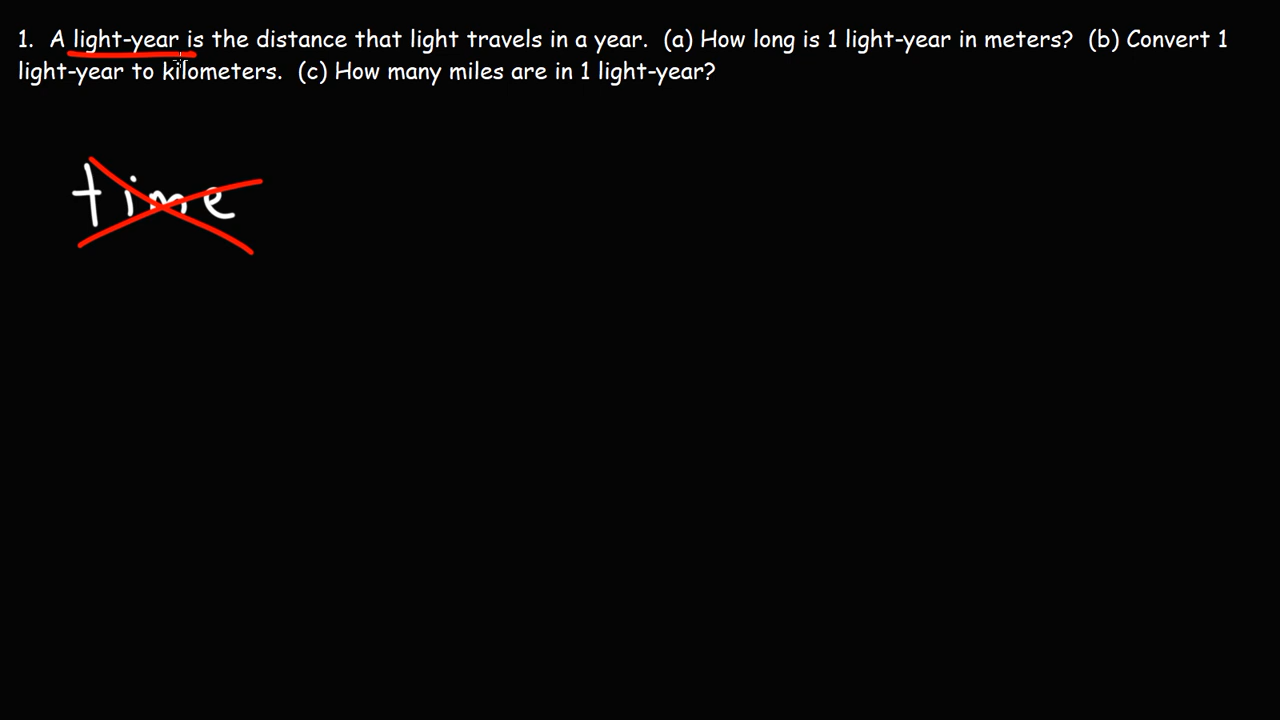 1. A light-year is the distance that light travels in a year. (a) How long is 1 light-year in meters? (b) Convert 1
light-year to kilometers. (c) How many miles are in 1 light-year?
time